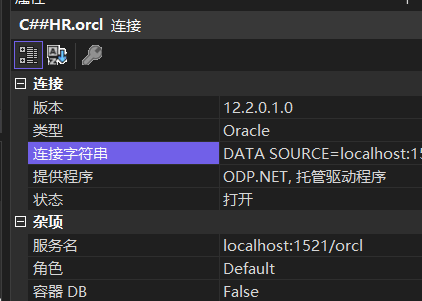 C##HR.orcl 连接
连接
版本 12.2.0.1.0
类型 Oracle
连接字符串 DATA SOURCE=localhost:15
提供程序 ODP.NET, 托管驱动程序
状态 打开
杂项
服务名 localhost:1521/orcl
角色 Default
容器 DB False